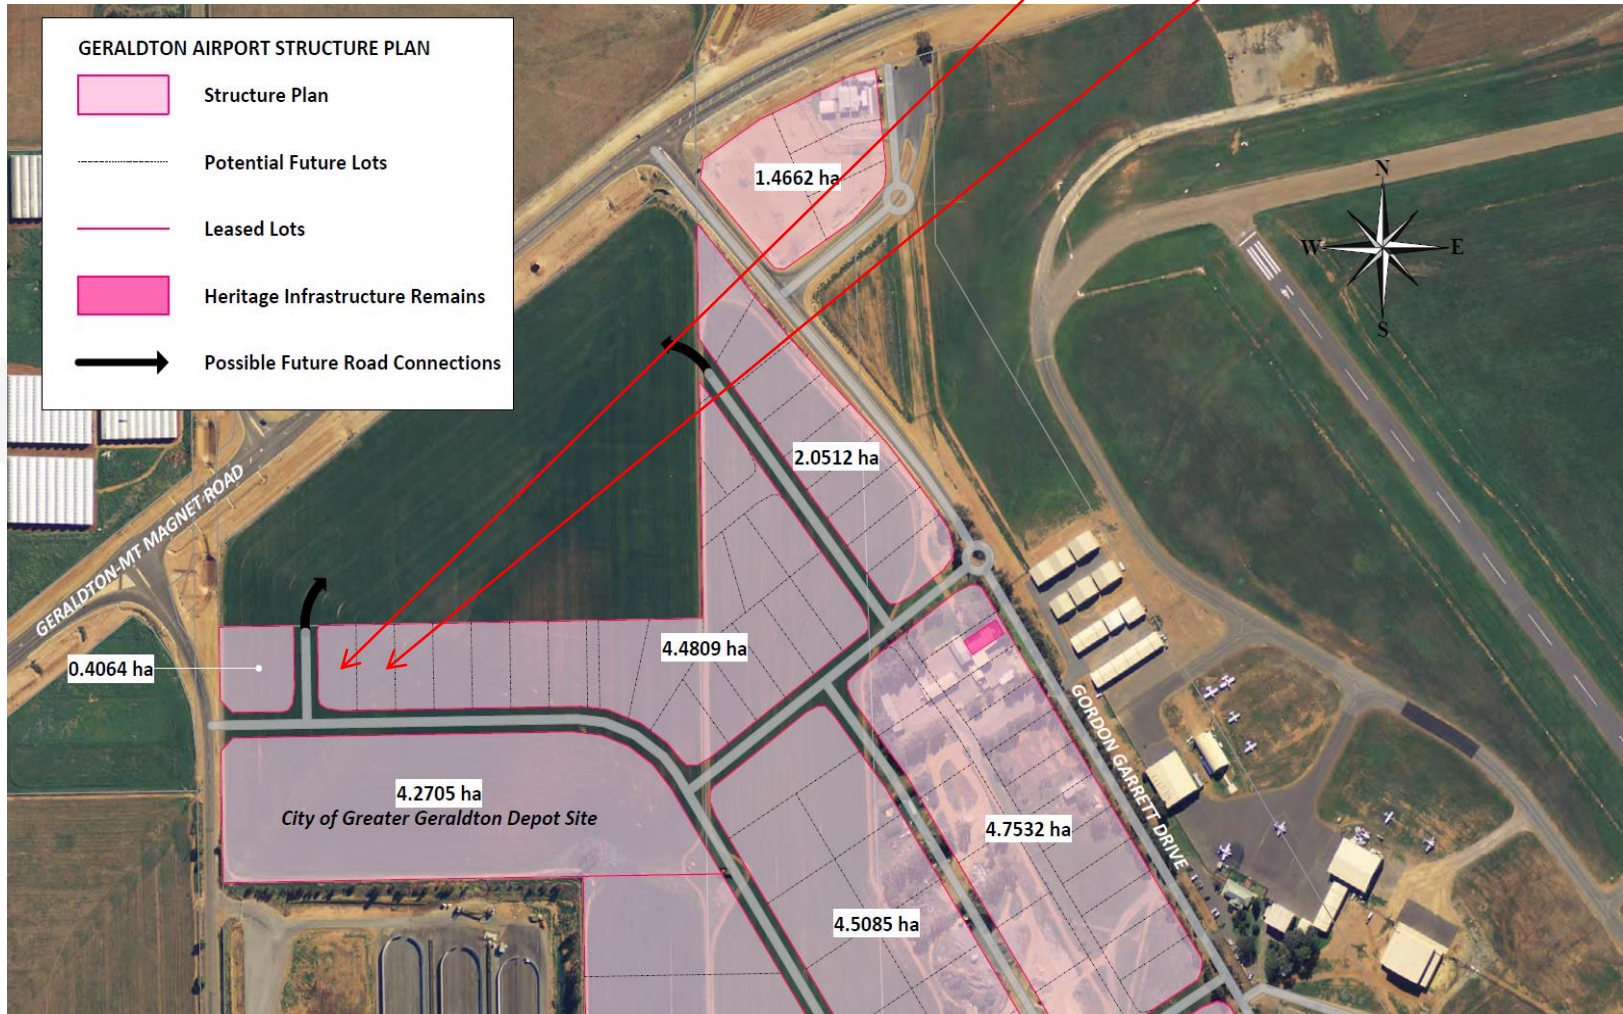 GERALDTON AIRPORT STRUCTURE PLAN
Structure Plan
Potential Future Lots
Leased Lots
Heritage Infrastructure Remains
Possible Future Road Connections
1.4662 ha
N
W
E
S
2.0512 ha
GERALDTON-MT MAGNET ROAD
0.4064 ha
4.4809 ha
GORDON GARRETT DRIVE
4.2705 ha
City of Greater Geraldton Depot Site
4.7532 ha
4.5085 ha